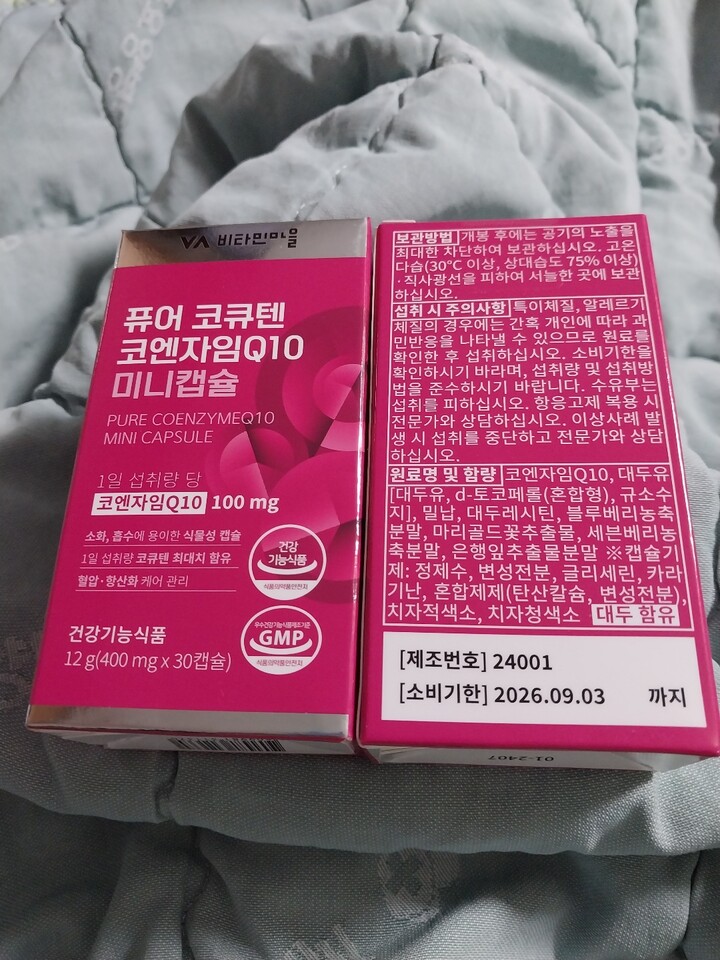 VA 비타민마을
퓨어 코큐텐
코엔자임Q10
미니캡슐
PURE COENZYMEQ10
MINI CAPSULE
1일 섭취량 당
코엔자임Q10 100 mg
소화, 흡수에 용이한 식물성 캡슐
1일 섭취량 코큐텐 최대치 함유
혈압·항산화 케어 관리
건강
기능식품
식품의약품안전처
우수건강기능식품제조기준
GMP
식품의약품안전처
건강기능식품
12 g(400 mg x 30캡슐)
보관방법 개봉 후에는 공기의 노출을
최대한 차단하여 보관하십시오. 고온
다습(30℃ 이상, 상대습도 75% 이상)
·직사광선을 피하여 서늘한 곳에 보관
하십시오.
섭취 시 주의사항 특이체질, 알레르기
체질의 경우에는 간혹 개인에 따라 과
민반응을 나타낼 수 있으므로 원료를
확인한 후 섭취하십시오. 소비기한을
확인하시기 바라며, 섭취량 및 섭취방
법을 준수하시기 바랍니다. 수유부는
섭취를 피하십시오. 항응고제 복용 시
전문가와 상담하십시오. 이상사례 발
생 시 섭취를 중단하고 전문가와 상담
하십시오.
원료명 및 함량 코엔자임Q10, 대두유
[대두유, d-토코페롤(혼합형), 규소수
지], 밀납, 대두레시틴, 블루베리농축
분말, 마리골드꽃추출물, 세븐베리농
축분말, 은행잎추출물분말 ※캡슐기
제: 정제수, 변성전분, 글리세린, 카라
기난, 혼합제제(탄산칼슘, 변성전분),
치자적색소, 치자청색소 대두 함유
[제조번호] 24001
[소비기한] 2026.09.03 까지
01-2407